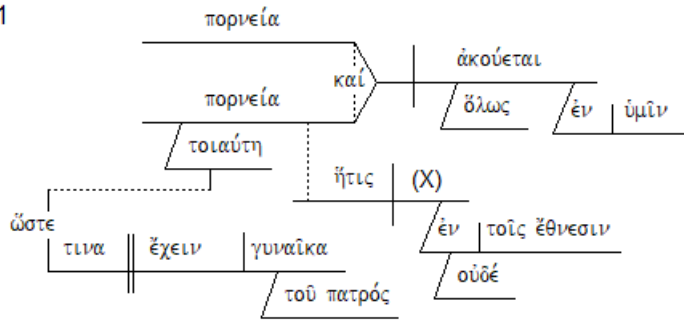 1
πορνεία
καί
ἀκούεται
πορνεία
ὅλως
ἐν ὑμῖν
τοιαύτη
ἥτις (X)
ὥστε
τινα ἔχειν γυναῖκα
ἐν τοῖς ἔθνεσιν
τοῦ πατρός
οὐδέ